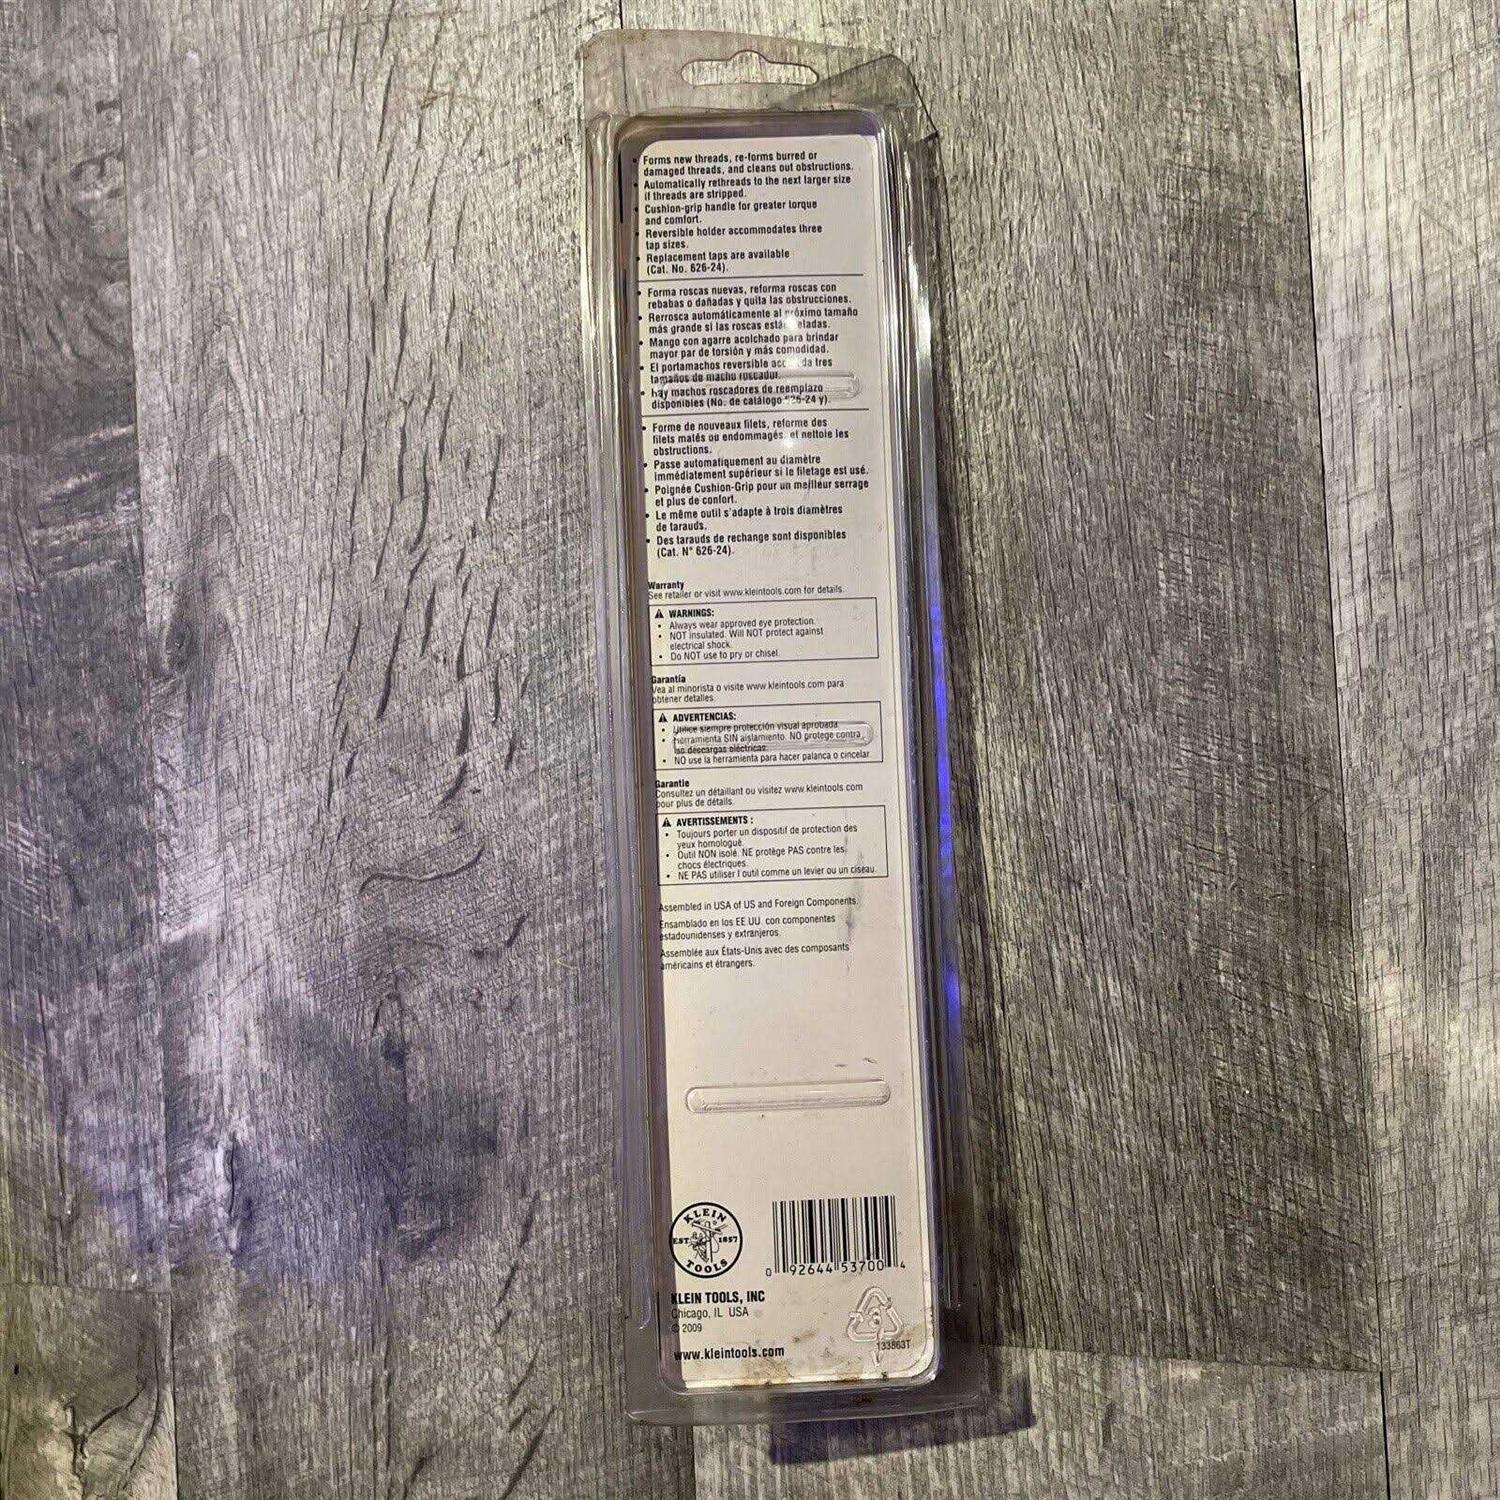 • Forms new threads, re-forms burred or
damaged threads, and cleans out obstructions.
• Automatically rethreads to the next larger size
if threads are stripped.
• Cushion-grip handle for greater torque
and comfort.
• Reversible holder accommodates three
tap sizes.
• Replacement taps are available
(Cat. No. 626-24).
• Forma roscas nuevas, reforma roscas con
rebabas o dañadas y quita las obstrucciones.
• Rerrosca automáticamente al próximo tamaño
más grande si las roscas
• Mango con agarre acolchado para brindar
mayor par de torsión y más comodidad.
• El portamachos reversible tres
tamaños de macho roscador.
• Hay machos roscadores de reemplazo
disponibles (No. de catálogo 626-24 y).
• Forme de nouveaux filets, reforme des
filets matés ou endommagés, et nettoie les
obstructions.
• Passe automatiquement au diamètre
immédiatement supérieur si le filetage est usé.
• Poignée Cushion-Grip pour un meilleur serrage
et plus de confort.
• Le même outil s'adapte à trois diamètres
de tarauds.
• Des tarauds de rechange sont disponibles
(Cat. N° 626-24).
Warranty
See retailer or visit www.kleintools.com for details.
⚠ WARNINGS:
• Always wear approved eye protection.
• NOT insulated. Will NOT protect against
electrical shock.
• Do NOT use to pry or chisel.
Garantía
Vea al minorista o visite www.kleintools.com para
obtener detalles.
⚠ ADVERTENCIAS:
• Utilice siempre protección visual aprobada.
• Herramienta SIN aislamiento. NO protege contra
las descargas eléctricas.
• NO use la herramienta para hacer palanca o cincelar.
Garantie
Consultez un détaillant ou visitez www.kleintools.com
pour plus de détails.
⚠ AVERTISSEMENTS :
• Toujours porter un dispositif de protection des
yeux homologué.
• Outil NON isolé. NE protège PAS contre les
chocs électriques.
• NE PAS utiliser l'outil comme un levier ou un ciseau.
Assembled in USA of US and Foreign Components.
Ensamblado en los EE UU. con componentes
estadounidenses y extranjeros.
Assemblée aux États-Unis avec des composants
américains et étrangers.
KLEIN
EST. 1857
TOOLS
0 92644 53700 4
KLEIN TOOLS, INC
Chicago, IL USA
© 2009
www.kleintools.com
133863T